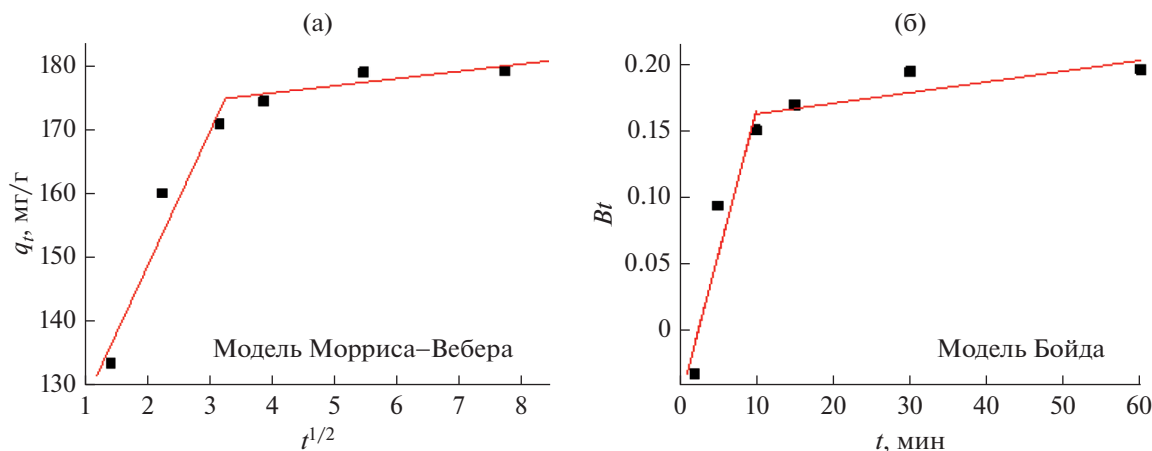 (а)
180
170
160
150
140
130
qt, мг/г
Модель Морриса–Вебера
1 2 3 4 5 6 7 8
t1/2
(б)
0.20
0.15
0.10
0.05
0
Bt
Модель Бойда
0 10 20 30 40 50 60
t, мин